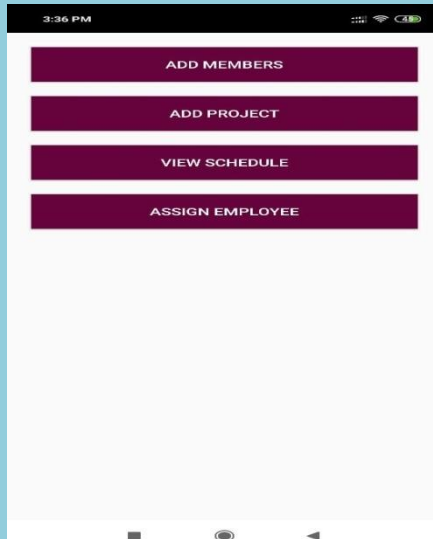 3:36 PM
ADD MEMBERS
ADD PROJECT
VIEW SCHEDULE
ASSIGN EMPLOYEE